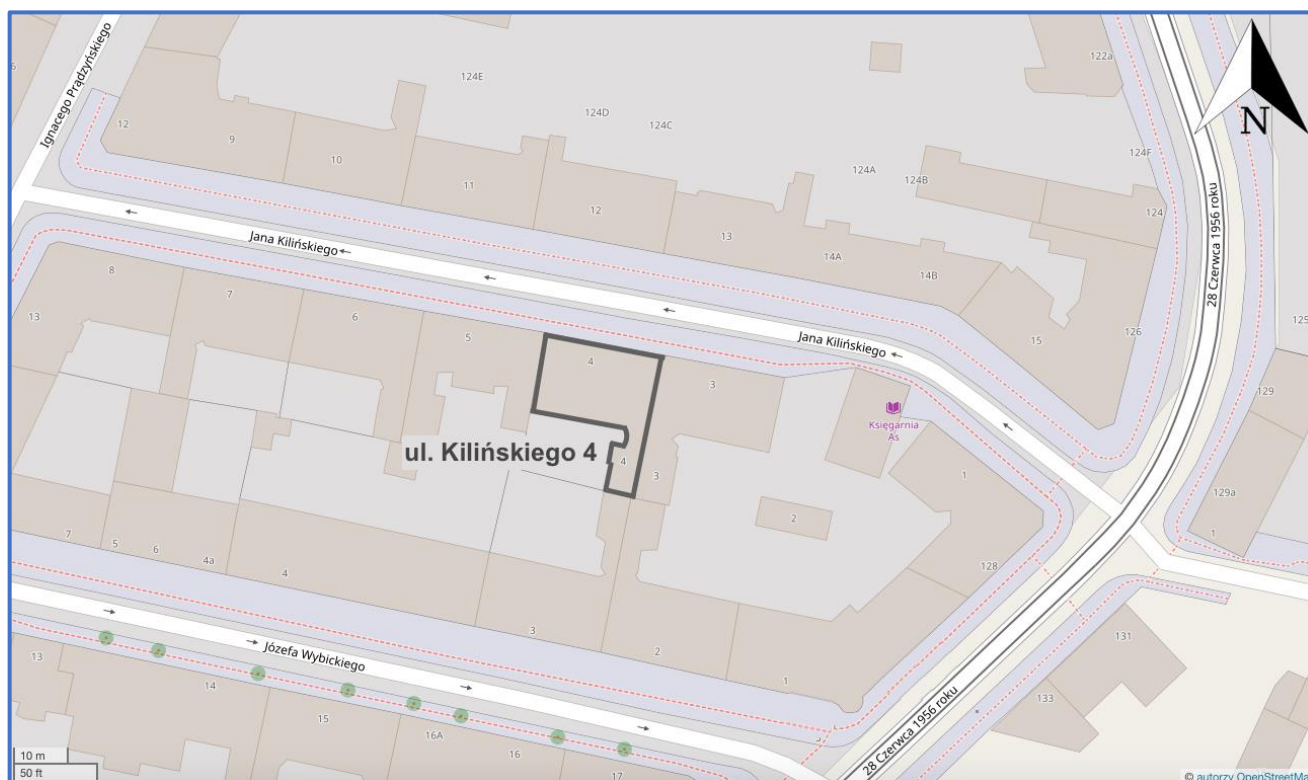 Ignacego Prądzyńskiego
124E
122a
N
12
9
10
11
124D
124C
124A
124B
124F
124
28 Czerwca 1956 roku
12
13
14A
14B
15
126
125
Jana Kilińskiego
Jana Kilińskiego
8
7
6
5
4
3
13
129
Księgarnia
As
ul. Kilińskiego 4
4
3
1
129a
1
2
7
5
6
4a
4
128
3
2
1
131
133
Józefa Wybickiego
28 Czerwca 1956 roku
13
14
15
16A
16
17
10 m
50 ft
© autorzy OpenStreetMa